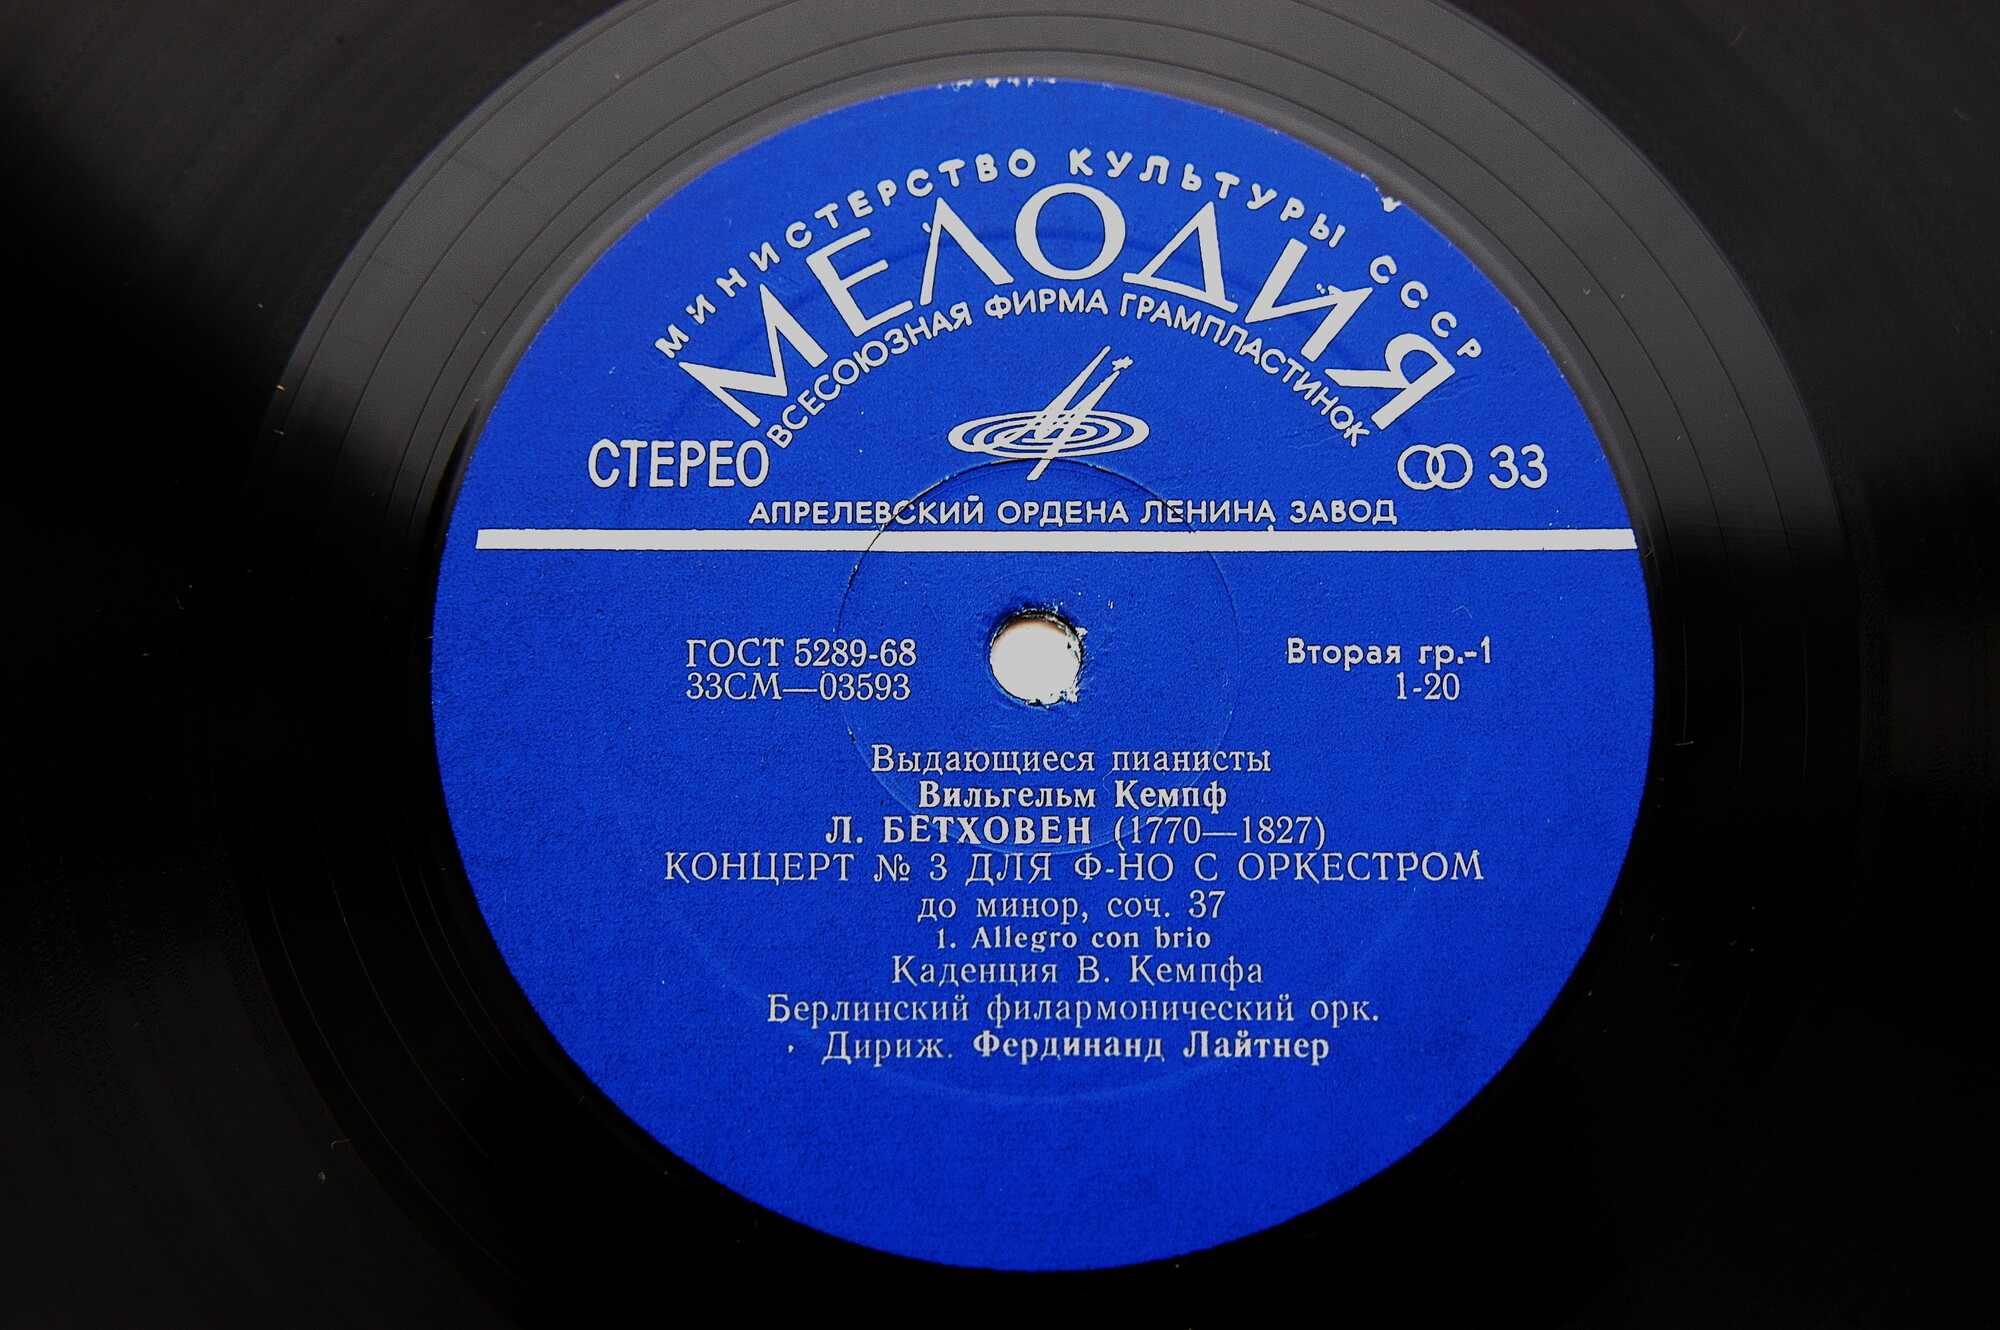 МИНИСТЕРСТВО КУЛЬТУРЫ СССР
МЕЛОДИЯ
ВСЕСОЮЗНАЯ ФИРМА ГРАМПЛАСТИНОК
СТЕРЕО 33
АПРЕЛЕВСКИЙ ОРДЕНА ЛЕНИНА ЗАВОД
ГОСТ 5289-68 Вторая гр.-1
33СМ—03593 1-20
Выдающиеся пианисты
Вильгельм Кемпф
Л. БЕТХОВЕН (1770—1827)
КОНЦЕРТ № 3 ДЛЯ Ф-НО С ОРКЕСТРОМ
до минор, соч. 37
1. Allegro con brio
Каденция В. Кемпфа
Берлинский филармонический орк.
Дириж. Фердинанд Лайтнер